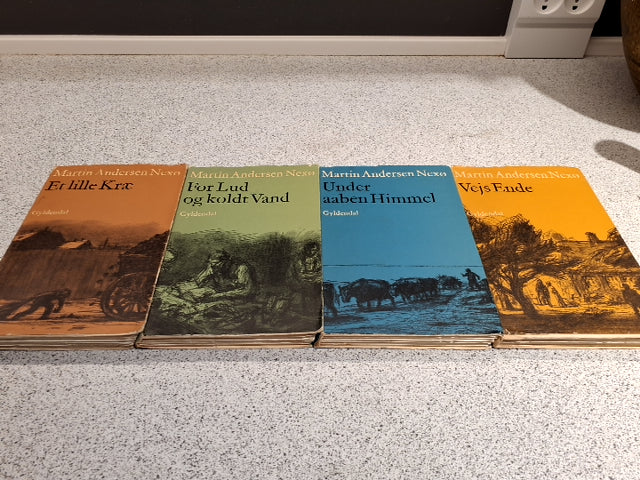 Martin Andersen Nexø
Et lille Kræ
Gyldendal
Martin Andersen Nexø
For Lud
og koldt Vand
Gyldendal
Martin Andersen Nexø
Under
aaben Himmel
Gyldendal
Martin Andersen Nexø
Vejs Ende
Gyldendal